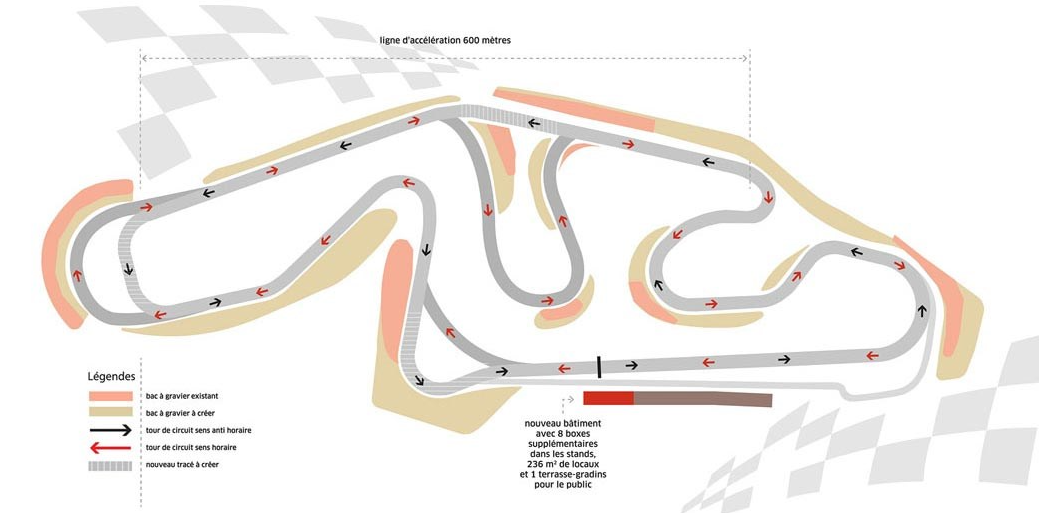 ligne d'accélération 600 mètres
Légendes
bac à gravier existant
bac à gravier à créer
tour de circuit sens anti horaire
tour de circuit sens horaire
nouveau tracé à créer
nouveau bâtiment
avec 8 boxes
supplémentaires
dans les stands,
236 m² de locaux
et 1 terrasse-gradins
pour le public